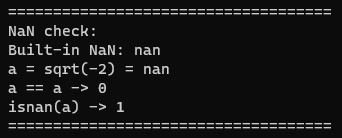 ==================================
NaN check:
Built-in NaN: nan
a = sqrt(-2) = nan
a == a -> 0
isnan(a) -> 1
==================================